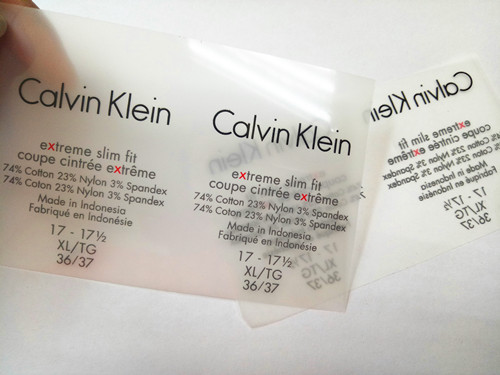 Calvin Klein
extreme slim fit
coupe cintrée extrême
74% Cotton 23% Nylon 3% Spandex
74% Coton 23% Nylon 3% Spandex
Made in Indonesia
Fabriqué en Indonésie
17 - 17½
XL/TG
36/37
Calvin Klein
extreme slim fit
coupe cintrée extrême
74% Cotton 23% Nylon 3% Spandex
74% Coton 23% Nylon 3% Spandex
Made in Indonesia
Fabriqué en Indonésie
17 - 17½
XL/TG
36/37
Calvin Klein
extreme slim fit
coupe cintrée extrême
Cotton 23% Nylon 3% Spandex
Coton 23% Nylon 3% Spandex
Made in Indonesia
Fabriqué en Indonésie
17 - 17½
XL/TG
36/37